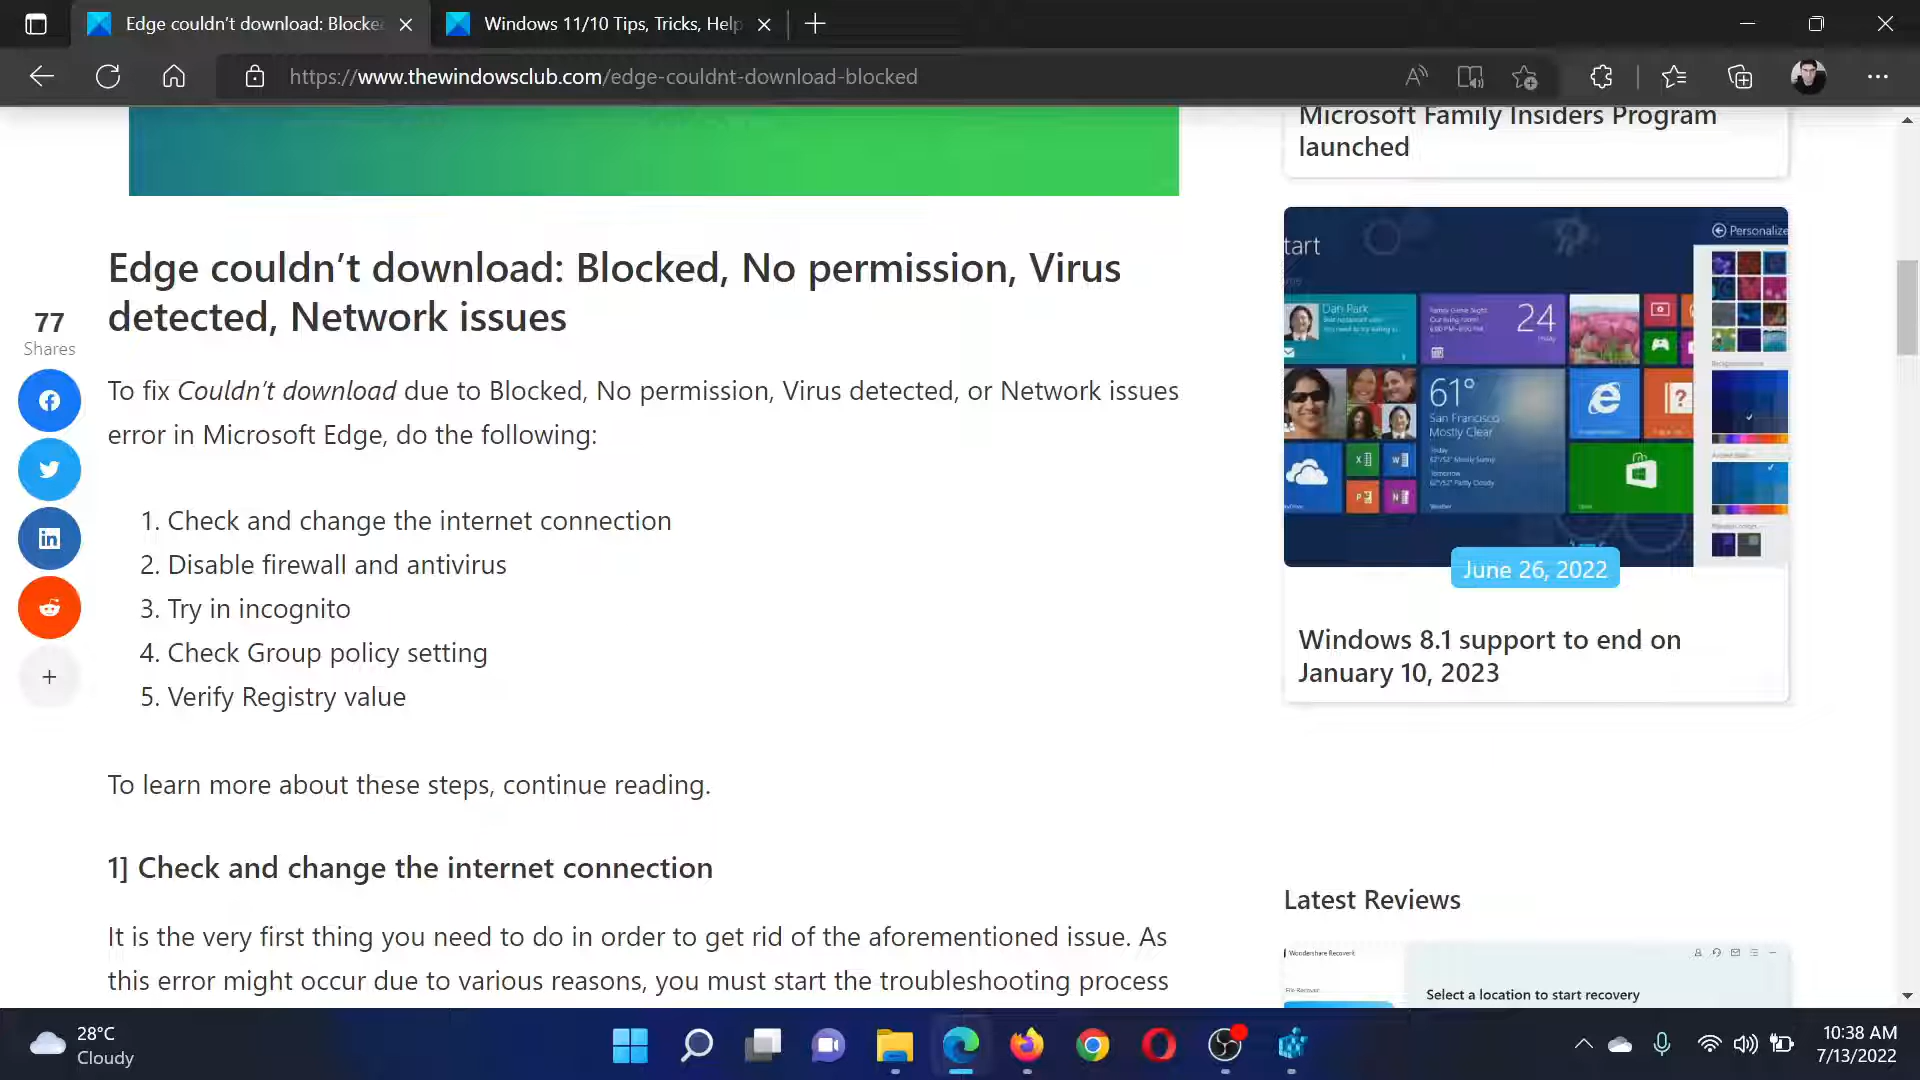 Edge couldn't download: Blocke
Windows 11/10 Tips, Tricks, Help
https://www.thewindowsclub.com/edge-couldnt-download-blocked
Microsoft Family Insiders Program
launched
Edge couldn’t download: Blocked, No permission, Virus
detected, Network issues
77
Shares
To fix Couldn’t download due to Blocked, No permission, Virus detected, or Network issues
error in Microsoft Edge, do the following:
1. Check and change the internet connection
2. Disable firewall and antivirus
3. Try in incognito
4. Check Group policy setting
5. Verify Registry value
To learn more about these steps, continue reading.
1] Check and change the internet connection
It is the very first thing you need to do in order to get rid of the aforementioned issue. As
this error might occur due to various reasons, you must start the troubleshooting process
tart
Personalize
Dan Park
24
61°
San Francisco
Mostly Clear
Today
Tomorrow
June 26, 2022
Windows 8.1 support to end on
January 10, 2023
Latest Reviews
Wondershare Recoverit
File Recover
Select a location to start recovery
28°C
Cloudy
10:38 AM
7/13/2022